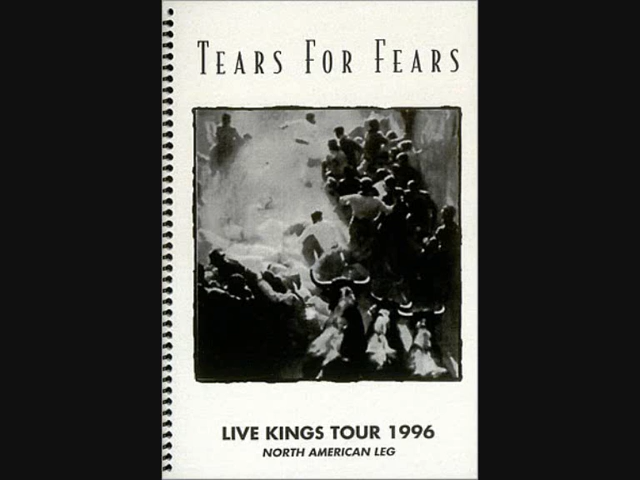 TEARS FOR FEARS
LIVE KINGS TOUR 1996
NORTH AMERICAN LEG